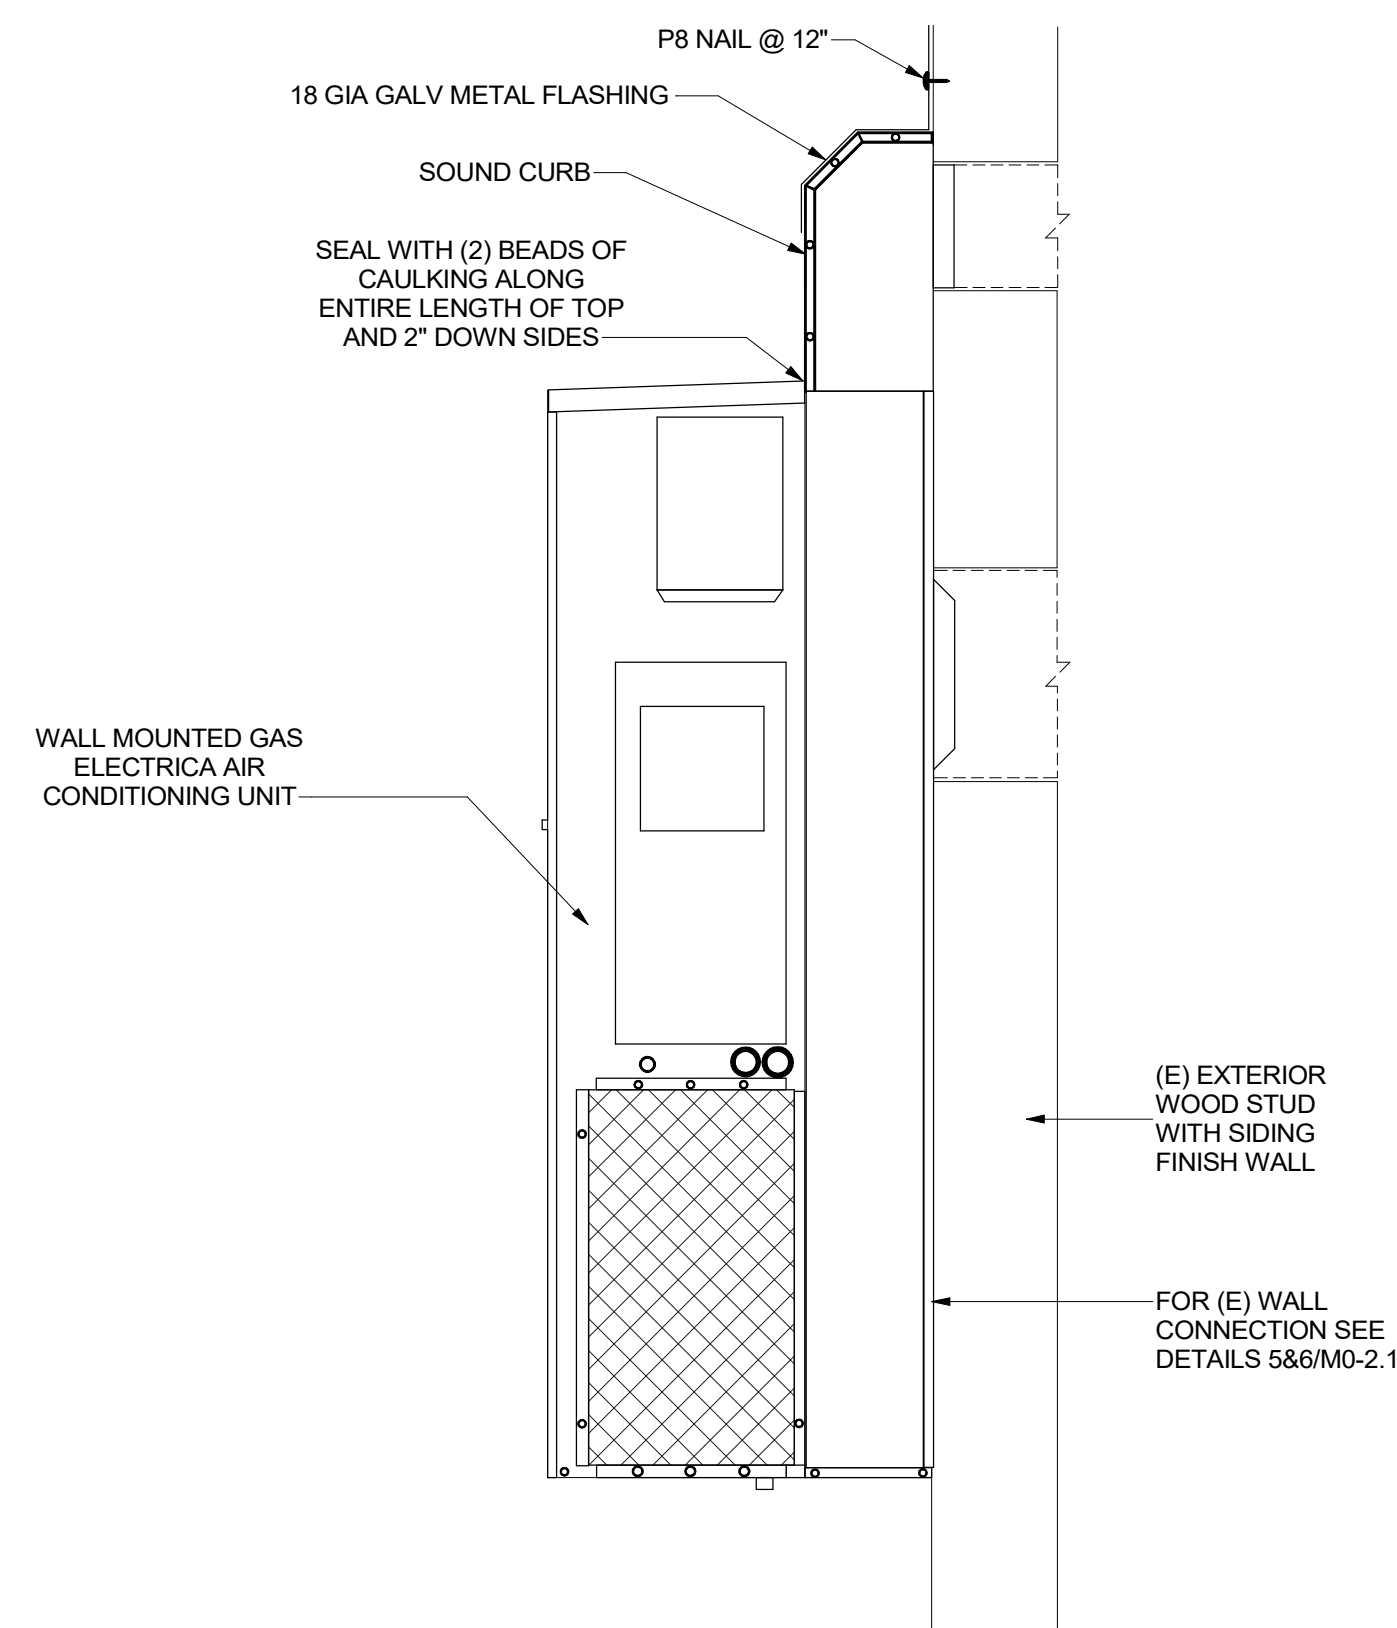 P8 NAIL @ 12"
18 GIA GALV METAL FLASHING
SOUND CURB
SEAL WITH (2) BEADS OF
CAULKING ALONG
ENTIRE LENGTH OF TOP
AND 2" DOWN SIDES
WALL MOUNTED GAS
ELECTRICA AIR
CONDITIONING UNIT
(E) EXTERIOR
WOOD STUD
WITH SIDING
FINISH WALL
FOR (E) WALL
CONNECTION SEE
DETAILS 5&6/M0-2.1